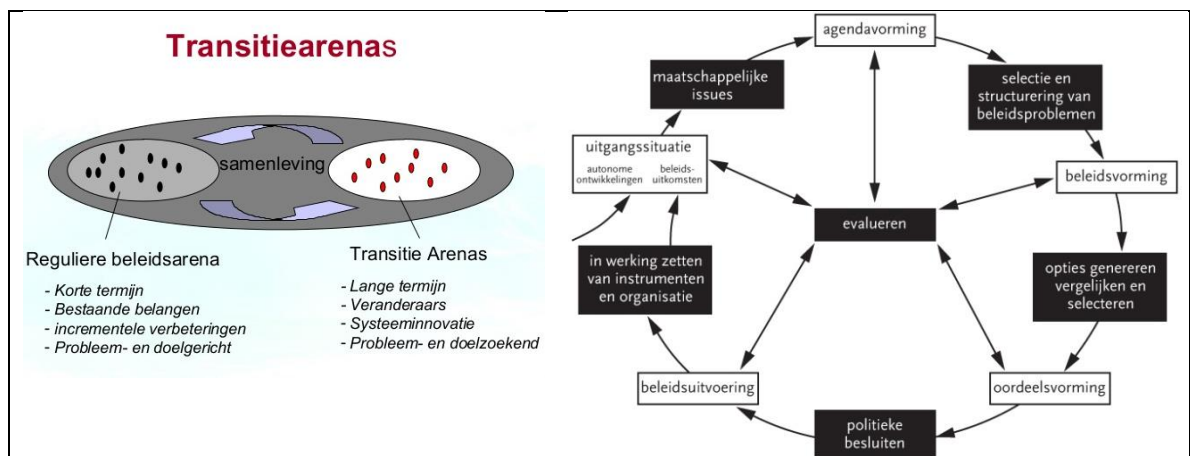 Transitiearenas
samenleving
Reguliere beleidsarena
- Korte termijn
- Bestaande belangen
- incrementele verbeteringen
- Probleem- en doelgericht
Transitie Arenas
- Lange termijn
- Veranderaars
- Systeeminnovatie
- Probleem- en doelzoekend
agendavorming
maatschappelijke
issues
selectie en
structurering van
beleidsproblemen
uitgangssituatie
autonome
ontwikkelingen
beleids-
uitkomsten
beleidsvorming
evalueren
in werking zetten
van instrumenten
en organisatie
opties genereren
vergelijken en
selecteren
beleidsuitvoering
oordeelsvorming
politieke
besluiten